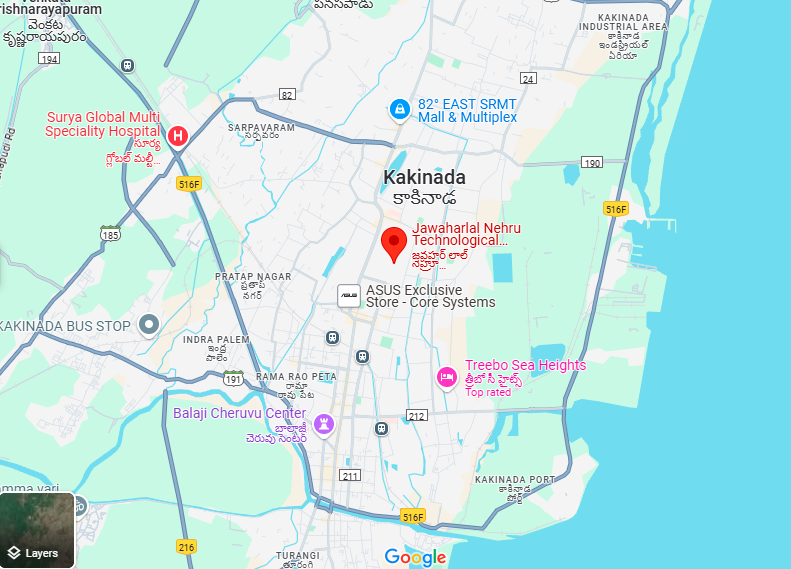 పనసపాడు
rishnarayapuram
వెంకట
కృష్ణరాయపురం
194
KAKINADA
INDUSTRIAL AREA
కాకినాడ
ఇండస్ట్రియల్
ఏరియా
24
82
82° EAST SRMT
Mall & Multiplex
Surya Global Multi
Speciality Hospital
సూర్య
గ్లోబల్ మల్టీ...
SARPAVARAM
సర్పవరం
190
Kakinada
కాకినాడ
516F
516F
Jawaharlal Nehru
Technological...
జవహర్ లాల్
నెహ్రూ...
185
PRATAP NAGAR
ప్రతాప్
నగర్
ASUS Exclusive
Store - Core Systems
KAKINADA BUS STOP
INDRA PALEM
ఇంద్ర
పాలెం
RAMA RAO PETA
రామా
రావు పేట
191
Treebo Sea Heights
త్రీబో సీ హైట్స్
Top rated
Balaji Cheruvu Center
బాలాజీ
చెరువు సెంటర్
212
211
KAKINADA PORT
కాకినాడ
పోర్ట్
516F
216
Layers
TURANGI
తూరంగి
Google